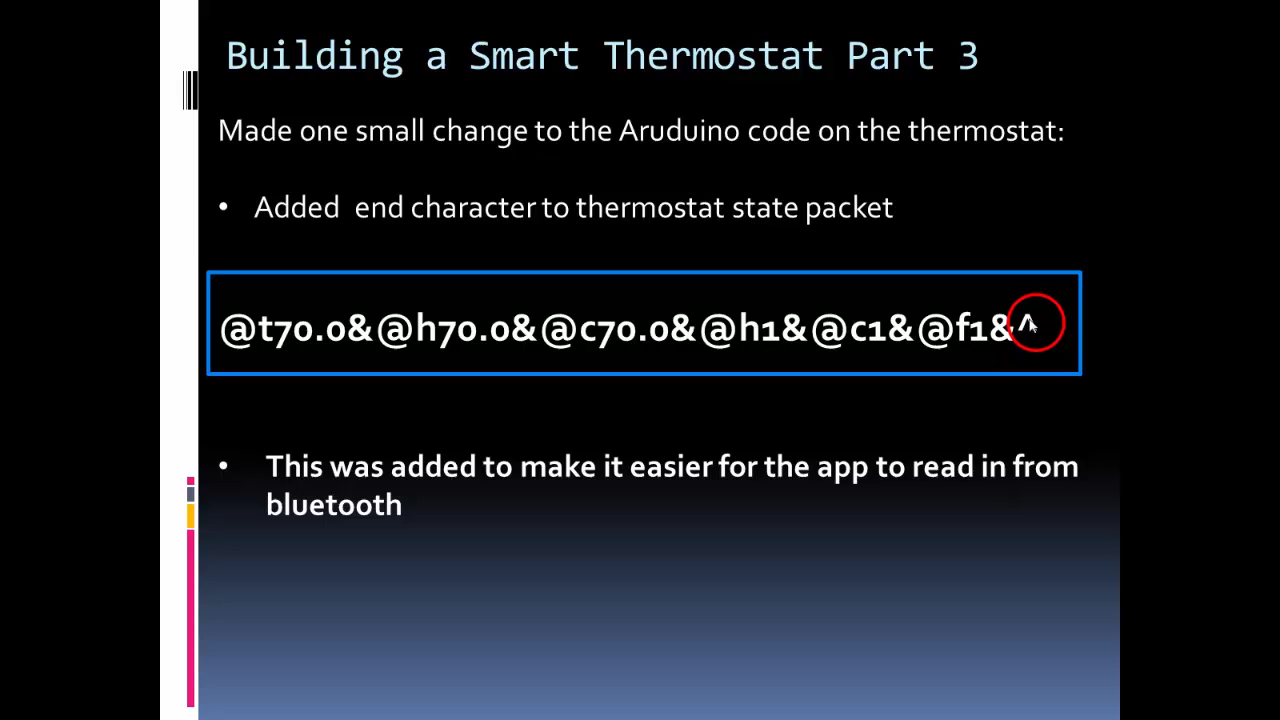 Building a Smart Thermostat Part 3
Made one small change to the Aruduino code on the thermostat:
• Added end character to thermostat state packet
@t70.0&@h70.0&@c70.0&@h1&@c1&@f1&^
• This was added to make it easier for the app to read in from
bluetooth